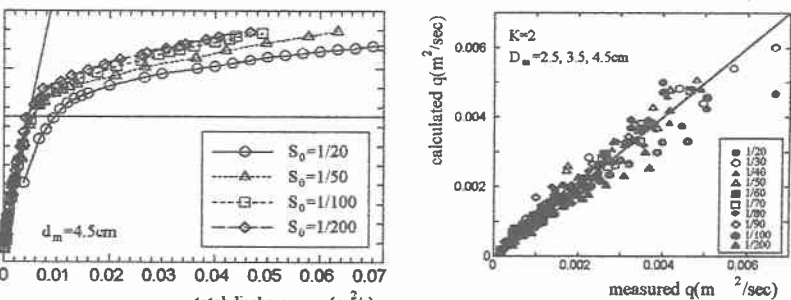 S₀=1/20
S₀=1/50
S₀=1/100
S₀=1/200
dₘ=4.5cm
0 0.01 0.02 0.03 0.04 0.05 0.06 0.07
calculated q(m²/sec)
0.006
0.004
0.002
0
K=2
Dₘ=2.5, 3.5, 4.5cm
1/20
1/30
1/40
1/50
1/60
1/70
1/80
1/90
1/100
1/200
0.002 0.004 0.006
measured q(m ²/sec)